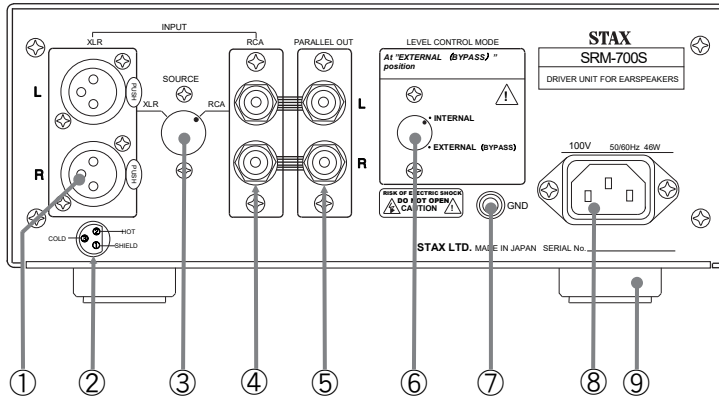 INPUT
XLR
RCA
PARALLEL OUT
LEVEL CONTROL MODE
At "EXTERNAL (BYPASS) "
position
STAX
SRM-700S
DRIVER UNIT FOR EARSPEAKERS
L
PUSH
SOURCE
XLR
RCA
L
INTERNAL
EXTERNAL (BYPASS)
R
PUSH
R
100V 50/60Hz 46W
RISK OF ELECTRIC SHOCK
DO NOT OPEN
CAUTION
GND
COLD
HOT
SHIELD
② ③ ①
STAX LTD. MADE IN JAPAN SERIAL No.
① ② ③ ④ ⑤ ⑥ ⑦ ⑧ ⑨